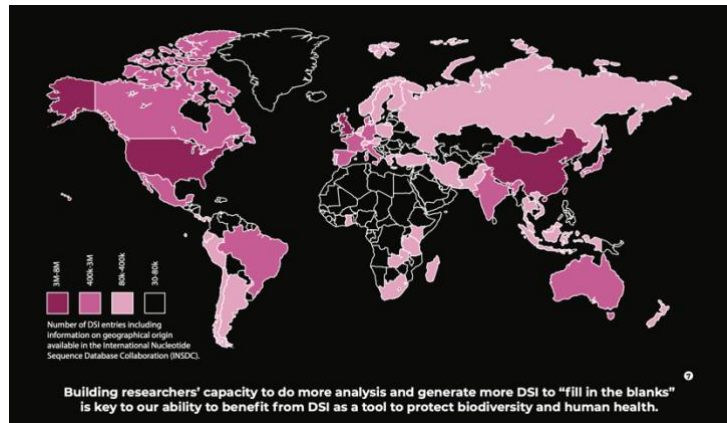 3M-8M
400k-3M
80k-400k
30-80k
Number of DSI entries including
information on geographical origin
available in the International Nucleotide
Sequence Database Collaboration (INSDC).
?
Building researchers' capacity to do more analysis and generate more DSI to “fill in the blanks”
is key to our ability to benefit from DSI as a tool to protect biodiversity and human health.